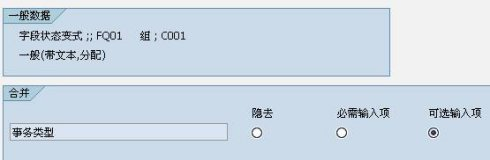 一般数据
字段状态变式;; FQ01 组 ; C001
一般(带文本,分配)
合并
隐去 必需输入项 可选输入项
事务类型